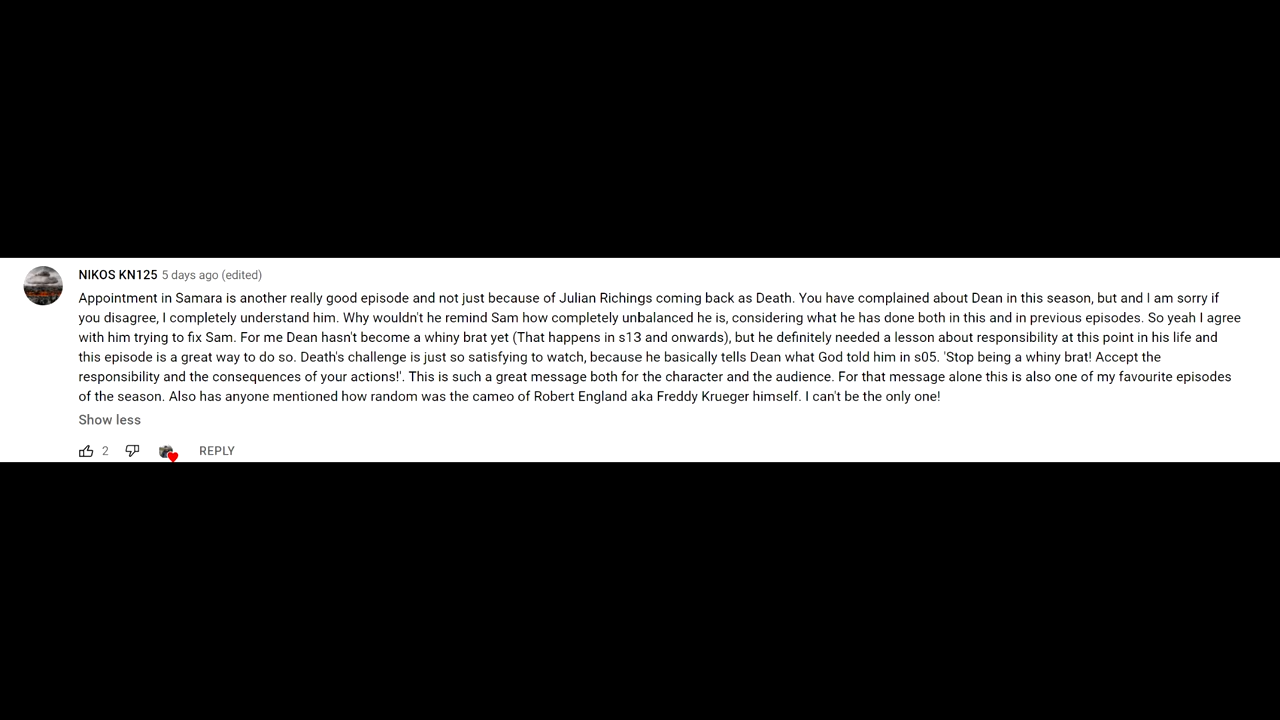 NIKOS KN125 5 days ago (edited)
Appointment in Samara is another really good episode and not just because of Julian Richings coming back as Death. You have complained about Dean in this season, but and I am sorry if
you disagree, I completely understand him. Why wouldn't he remind Sam how completely unbalanced he is, considering what he has done both in this and in previous episodes. So yeah I agree
with him trying to fix Sam. For me Dean hasn't become a whiny brat yet (That happens in s13 and onwards), but he definitely needed a lesson about responsibility at this point in his life and
this episode is a great way to do so. Death's challenge is just so satisfying to watch, because he basically tells Dean what God told him in s05. 'Stop being a whiny brat! Accept the
responsibility and the consequences of your actions!'. This is such a great message both for the character and the audience. For that message alone this is also one of my favourite episodes
of the season. Also has anyone mentioned how random was the cameo of Robert England aka Freddy Krueger himself. I can't be the only one!
Show less
2 REPLY